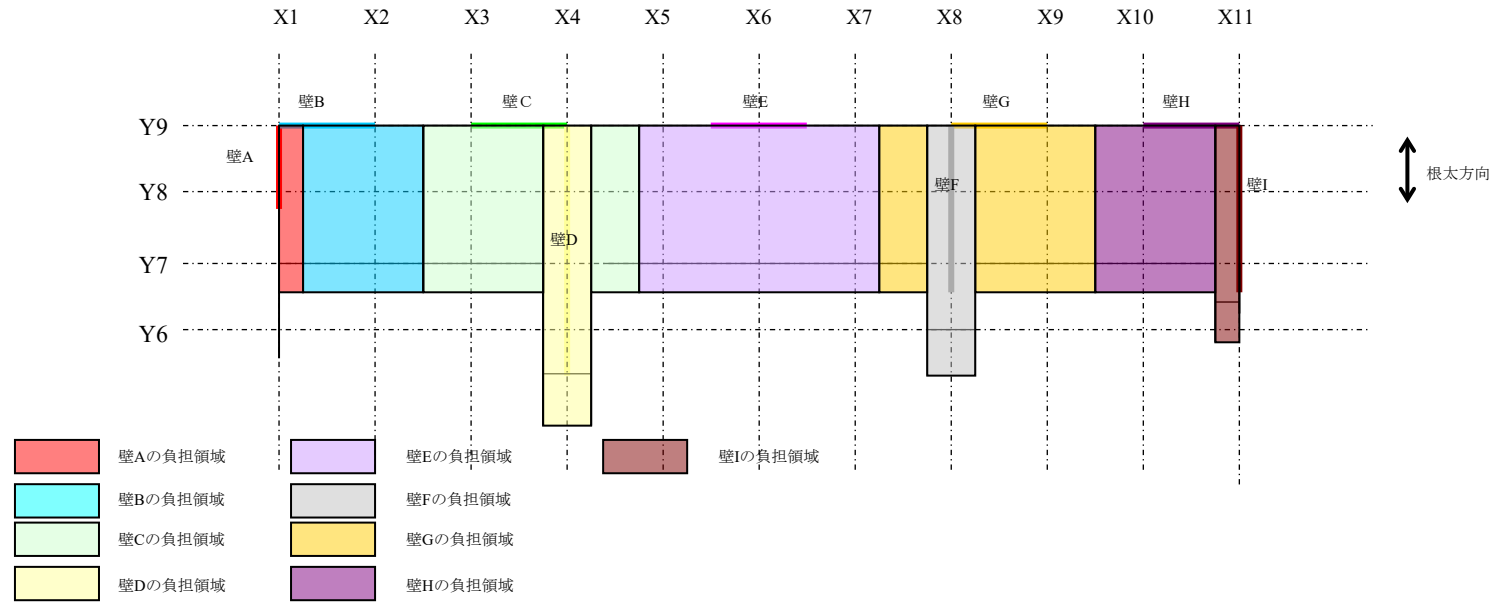 X1 X2 X3 X4 X5 X6 X7 X8 X9 X10 X11
壁B 壁C 壁E 壁G 壁H
Y9
壁A
Y8 壁F 壁I 根太方向
壁D
Y7
Y6
壁Aの負担領域 壁Eの負担領域 壁Iの負担領域
壁Bの負担領域 壁Fの負担領域
壁Cの負担領域 壁Gの負担領域
壁Dの負担領域 壁Hの負担領域